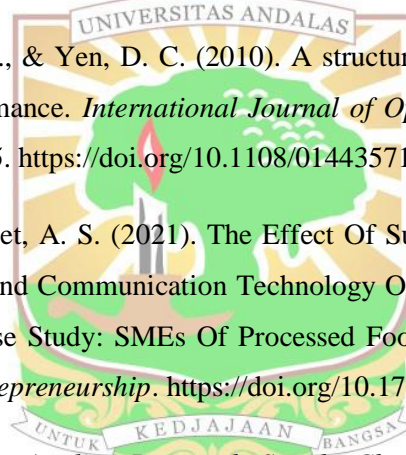 UNIVERSITAS ANDALAS
., & Yen, D. C. (2010). A structur
mance. International Journal of Op
5. https://doi.org/10.1108/01443571
et, A. S. (2021). The Effect Of Su
nd Communication Technology O
se Study: SMEs Of Processed Foo
epreneurship. https://doi.org/10.17
UNTUK KEDJAJAAN BANGSA